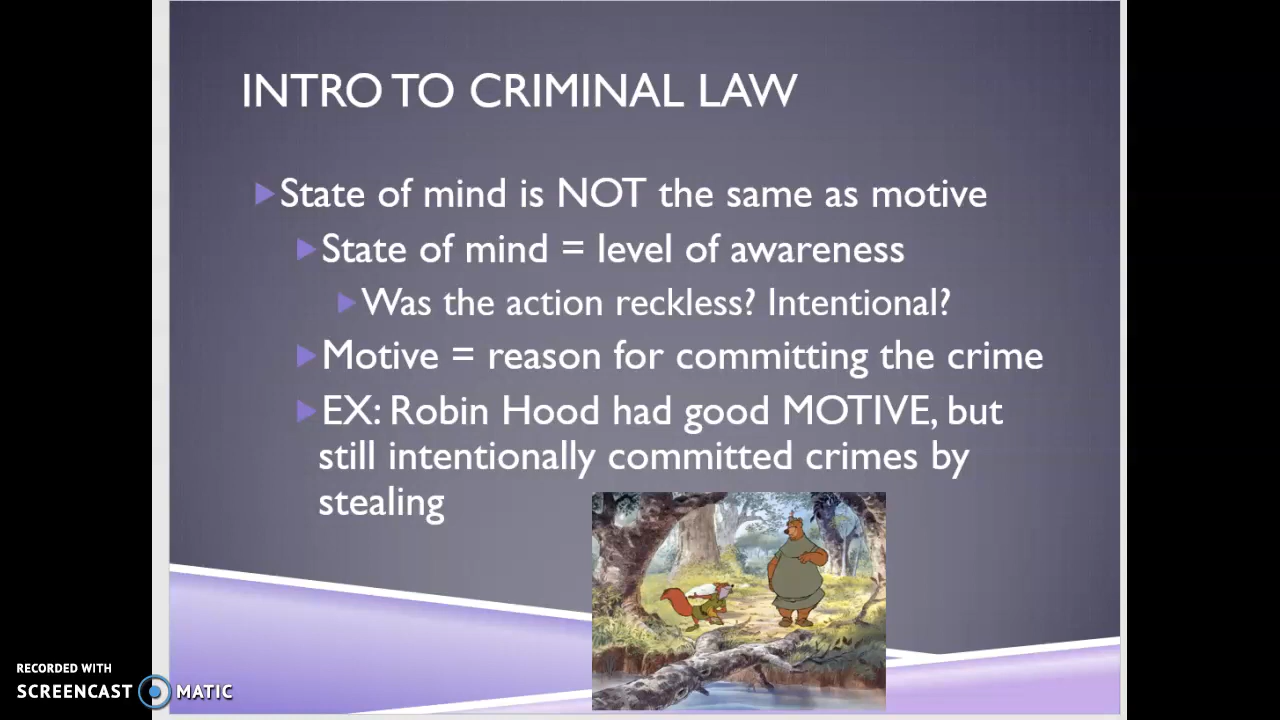 INTRO TO CRIMINAL LAW
State of mind is NOT the same as motive
State of mind = level of awareness
Was the action reckless? Intentional?
Motive = reason for committing the crime
EX: Robin Hood had good MOTIVE, but
still intentionally committed crimes by
stealing
RECORDED WITH
SCREENCAST MATIC